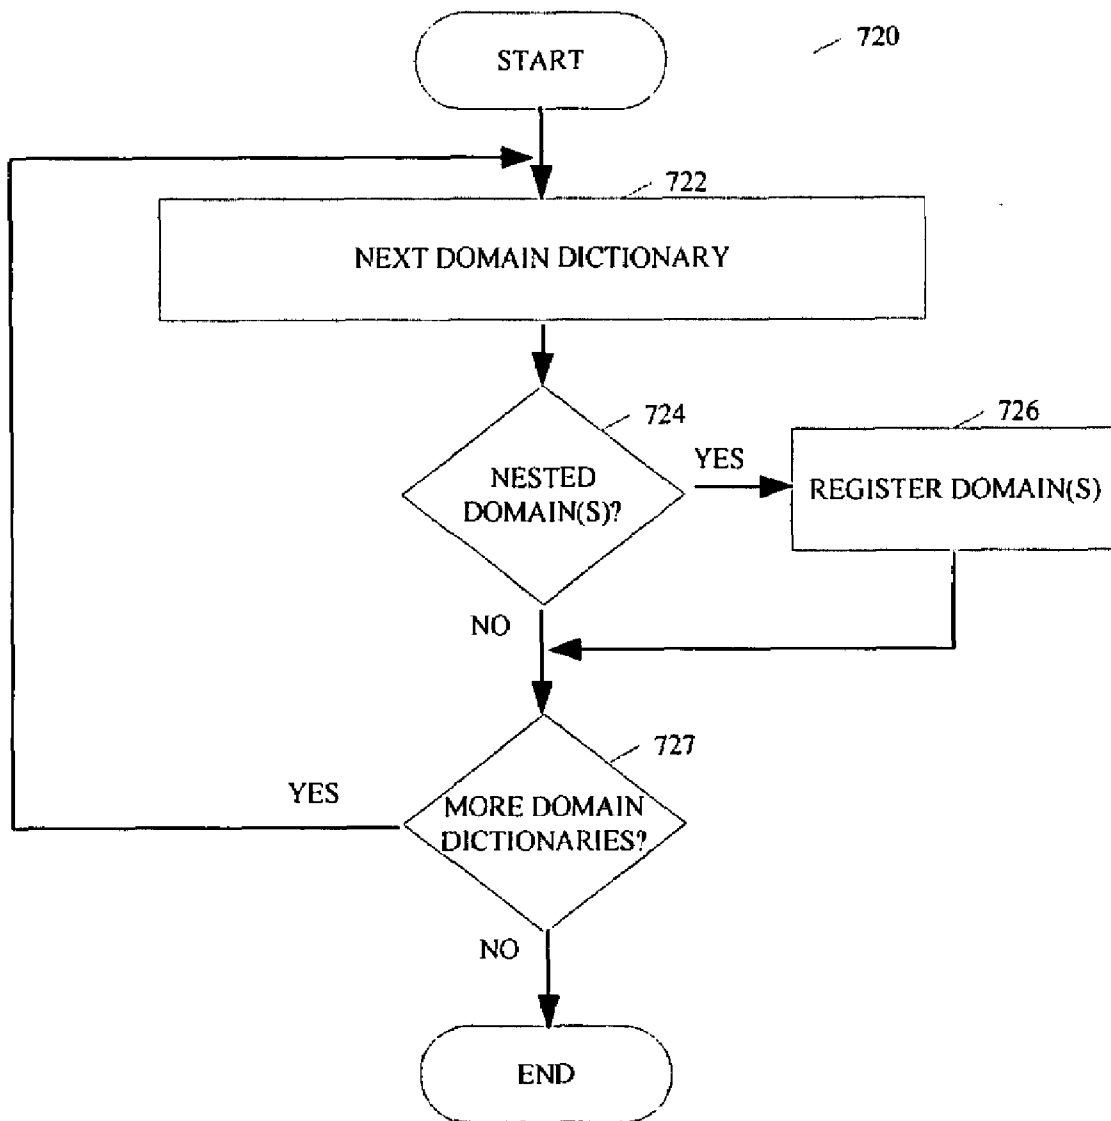 START
720
722
NEXT DOMAIN DICTIONARY
724
726
NESTED
DOMAIN(S)?
YES
REGISTER DOMAIN(S)
NO
727
YES
MORE DOMAIN
DICTIONARIES?
NO
END